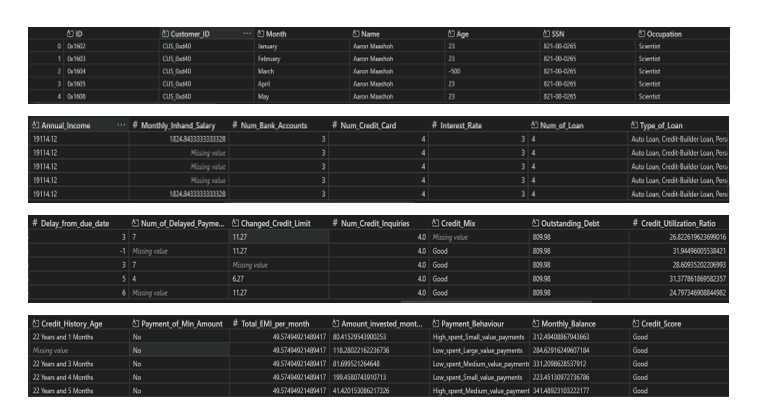 ID Customer_ID ... Month Name Age SSN Occupation
0 0x1602 CUS_0xd40 January Aaron Maashoh 23 821-00-0265 Scientist
1 0x1603 CUS_0xd40 February Aaron Maashoh 23 821-00-0265 Scientist
2 0x1604 CUS_0xd40 March Aaron Maashoh -500 821-00-0265 Scientist
3 0x1605 CUS_0xd40 April Aaron Maashoh 23 821-00-0265 Scientist
4 0x1606 CUS_0xd40 May Aaron Maashoh 23 821-00-0265 Scientist
Annual_Income ... # Monthly_Inhand_Salary # Num_Bank_Accounts # Num_Credit_Card # Interest_Rate Num_of_Loan Type_of_Loan
19114.12 1824.8433333333328 3 4 3 4 Auto Loan, Credit-Builder Loan, Pers
19114.12 Missing value 3 4 3 4 Auto Loan, Credit-Builder Loan, Pers
19114.12 Missing value 3 4 3 4 Auto Loan, Credit-Builder Loan, Pers
19114.12 Missing value 3 4 3 4 Auto Loan, Credit-Builder Loan, Pers
19114.12 1824.8433333333328 3 4 3 4 Auto Loan, Credit-Builder Loan, Pers
# Delay_from_due_date Num_of_Delayed_Payme... Changed_Credit_Limit # Num_Credit_Inquiries Credit_Mix Outstanding_Debt # Credit_Utilization_Ratio
3 7 11.27 4.0 Missing value 809.98 26.822619623699016
-1 Missing value 11.27 4.0 Good 809.98 31.94496005538421
3 7 Missing value 4.0 Good 809.98 28.60935202206993
5 4 6.27 4.0 Good 809.98 31.377861869582357
6 Missing value 11.27 4.0 Good 809.98 24.797346908844982
Credit_History_Age Payment_of_Min_Amount # Total_EMI_per_month Amount_invested_mont... Payment_Behaviour Monthly_Balance Credit_Score
22 Years and 1 Months No 49.57494921489417 80.41529543900253 High_spent_Small_value_payments 312.49408867943663 Good
Missing value No 49.57494921489417 118.28022162236736 Low_spent_Large_value_payments 284.62916249607184 Good
22 Years and 3 Months No 49.57494921489417 81.699521264648 Low_spent_Medium_value_payments 331.2098628537912 Good
22 Years and 4 Months No 49.57494921489417 199.4580743910713 Low_spent_Small_value_payments 223.45130972736786 Good
22 Years and 5 Months No 49.57494921489417 41.420153086217326 High_spent_Medium_value_payment 341.48923103222177 Good